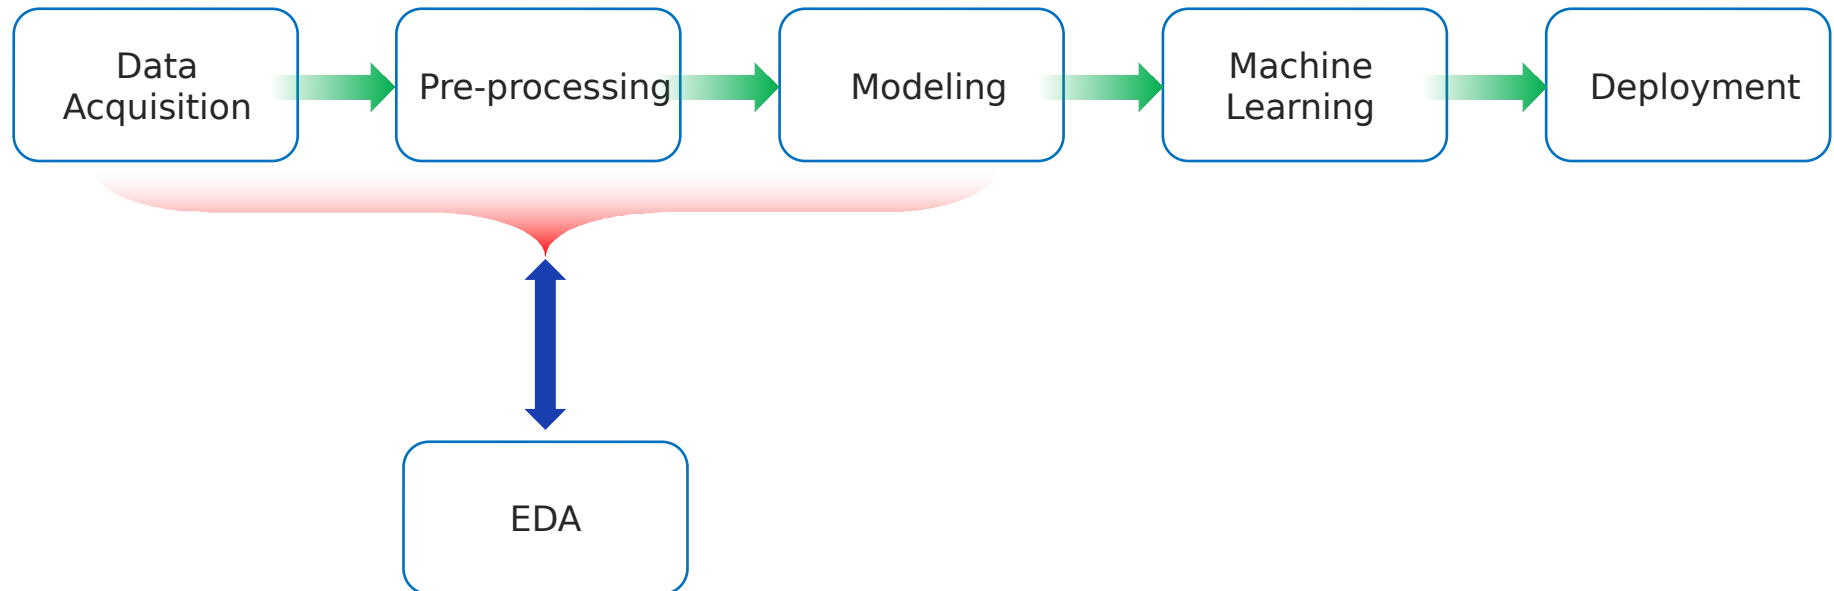 Data
Acquisition
Pre-processing
Modeling
Machine
Learning
Deployment
EDA